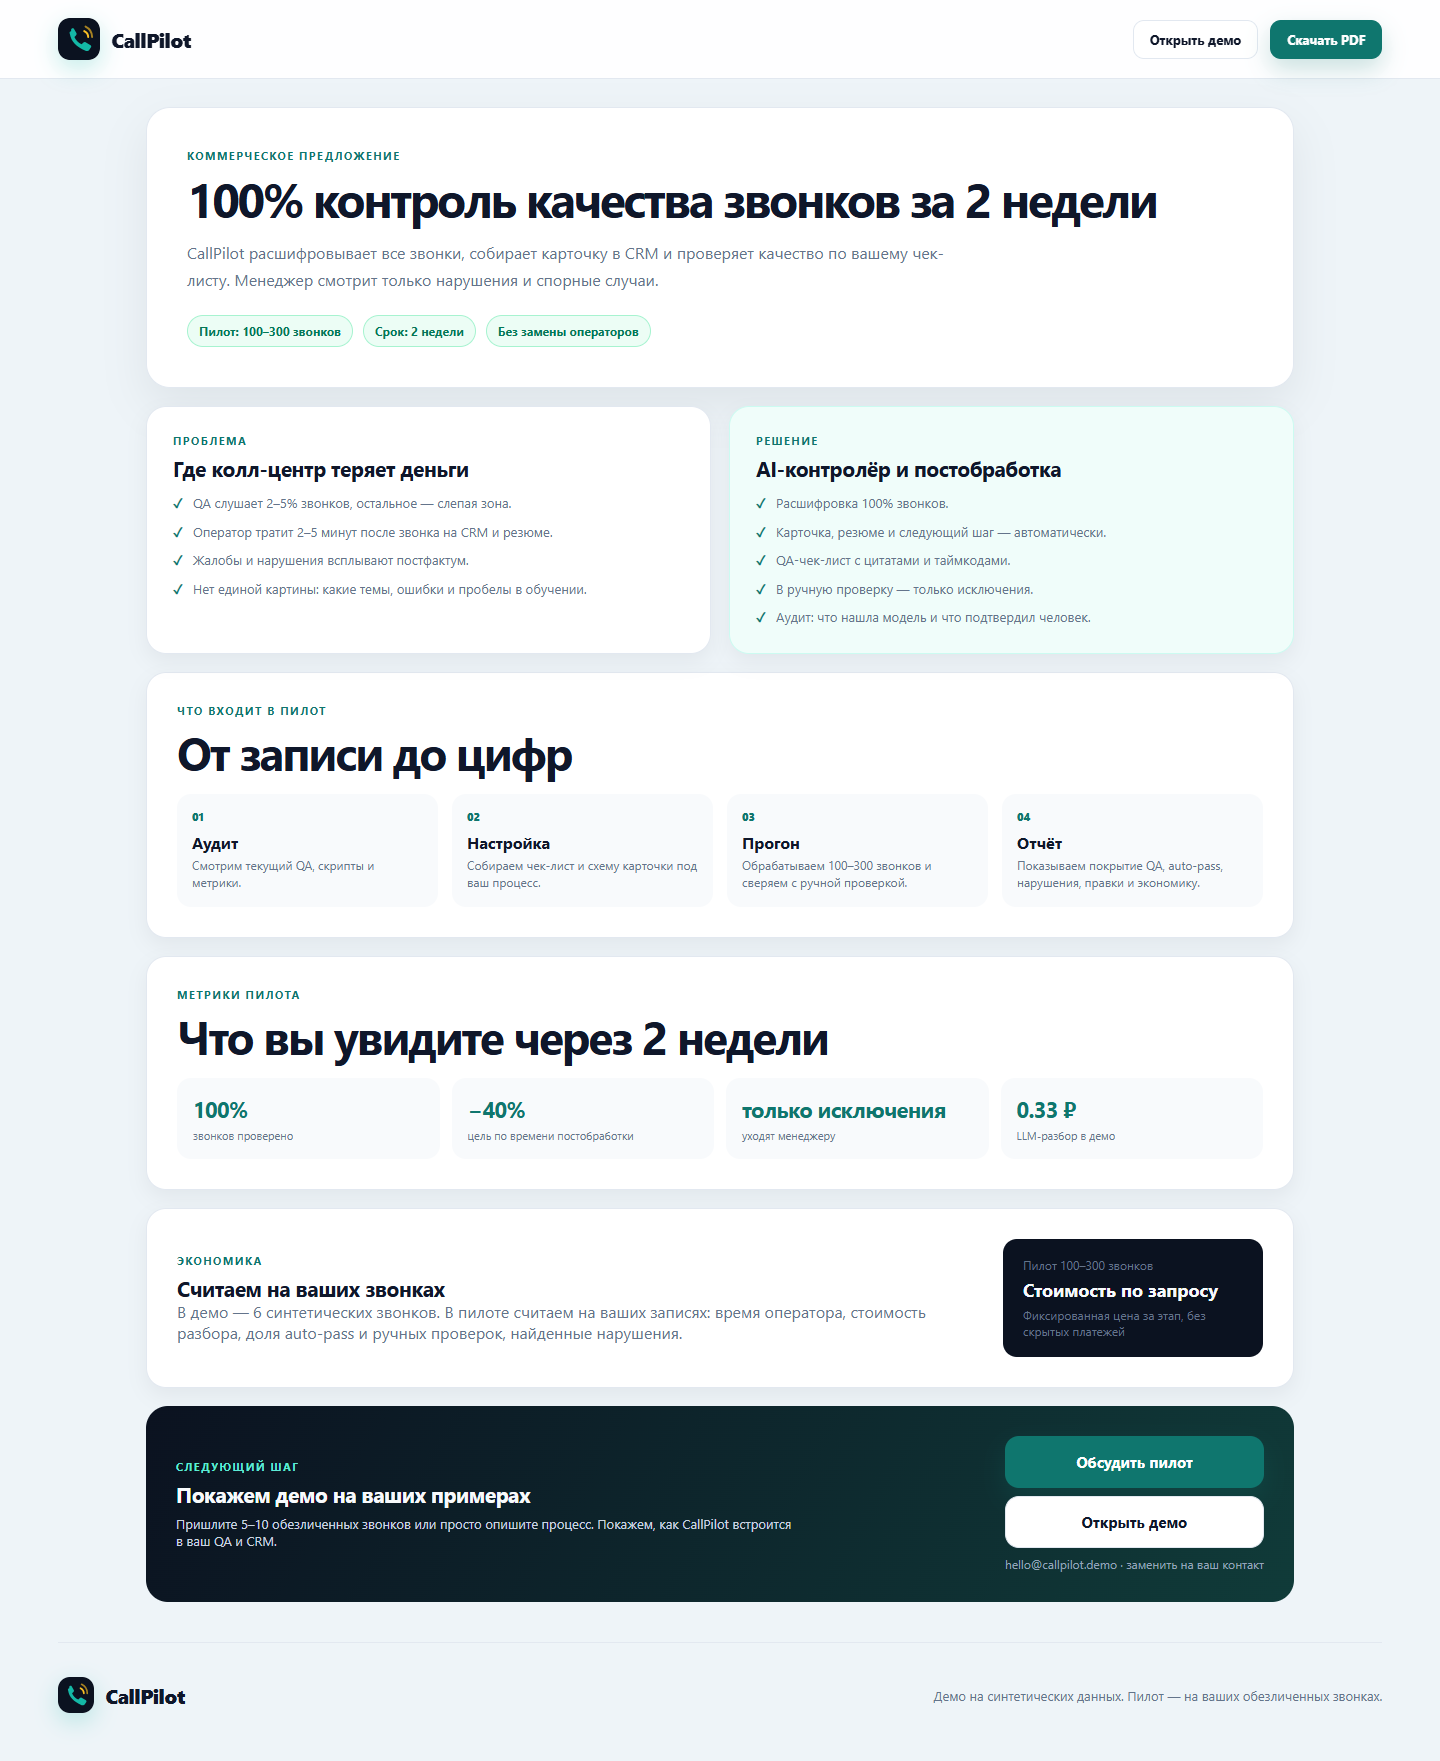 CallPilot
Открыть демо
Скачать PDF
КОММЕРЧЕСКОЕ ПРЕДЛОЖЕНИЕ
100% контроль качества звонков за 2 недели
CallPilot расшифровывает все звонки, собирает карточку в CRM и проверяет качество по вашему чек-
листу. Менеджер смотрит только нарушения и спорные случаи.
Пилот: 100–300 звонков
Срок: 2 недели
Без замены операторов
ПРОБЛЕМА
Где колл-центр теряет деньги
✓ QA слушает 2–5% звонков, остальное — слепая зона.
✓ Оператор тратит 2–5 минут после звонка на CRM и резюме.
✓ Жалобы и нарушения всплывают постфактум.
✓ Нет единой картины: какие темы, ошибки и пробелы в обучении.
РЕШЕНИЕ
AI-контролёр и постобработка
✓ Расшифровка 100% звонков.
✓ Карточка, резюме и следующий шаг — автоматически.
✓ QA-чек-лист с цитатами и таймкодами.
✓ В ручную проверку — только исключения.
✓ Аудит: что нашла модель и что подтвердил человек.
ЧТО ВХОДИТ В ПИЛОТ
От записи до цифр
01
Аудит
Смотрим текущий QA, скрипты и
метрики.
02
Настройка
Собираем чек-лист и схему карточки под
ваш процесс.
03
Прогон
Обрабатываем 100–300 звонков и
сверяем с ручной проверкой.
04
Отчёт
Показываем покрытие QA, auto-pass,
нарушения, правки и экономику.
МЕТРИКИ ПИЛОТА
Что вы увидите через 2 недели
100%
звонков проверено
−40%
цель по времени постобработки
только исключения
уходят менеджеру
0.33 ₽
LLM-разбор в демо
ЭКОНОМИКА
Считаем на ваших звонках
В демо — 6 синтетических звонков. В пилоте считаем на ваших записях: время оператора, стоимость
разбора, доля auto-pass и ручных проверок, найденные нарушения.
Пилот 100–300 звонков
Стоимость по запросу
Фиксированная цена за этап, без
скрытых платежей
СЛЕДУЮЩИЙ ШАГ
Покажем демо на ваших примерах
Пришлите 5–10 обезличенных звонков или просто опишите процесс. Покажем, как CallPilot встроится
в ваш QA и CRM.
Обсудить пилот
Открыть демо
hello@callpilot.demo · заменить на ваш контакт
CallPilot
Демо на синтетических данных. Пилот — на ваших обезличенных звонках.